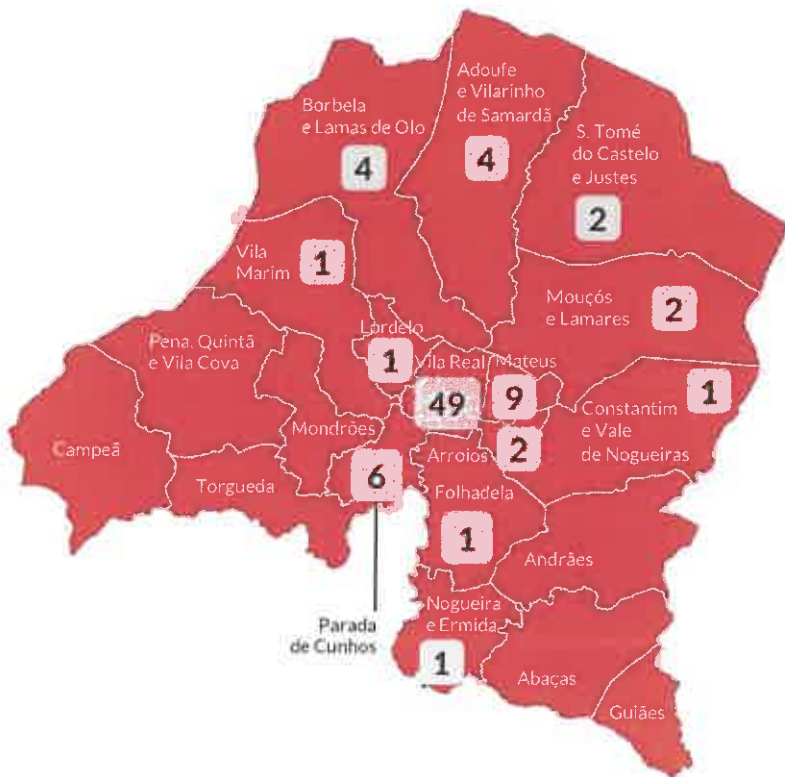 Adoufe
e Vilarinho
de Samardã
4
Borbela
e Lamas de Olo
4
S. Tomé
do Castelo
e Justes
2
Vila
Marim
1
Mouçós
e Lamares
2
Lordelo
1
Vila Real
49
Mateus
9
Pena, Quintã
e Vila Cova
1
Constantim
e Vale
de Nogueiras
Mondrões
Campeã
Torgueda
6
Arroios
2
Folhadela
1
Andrães
Parada
de Cunhos
Nogueira
e Ermida
1
Abaças
Guiães